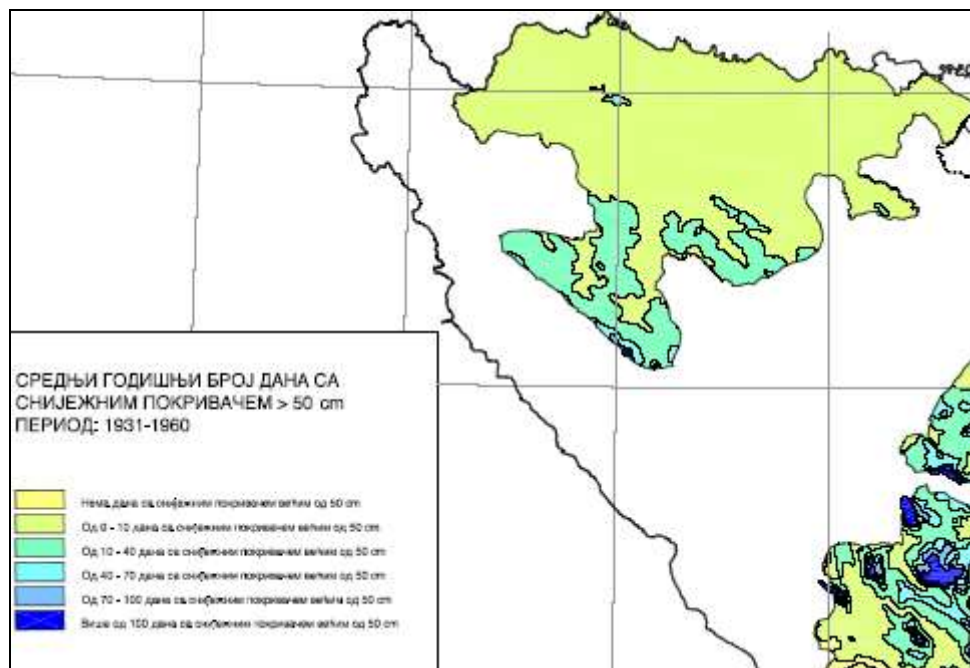 СРЕДЊИ ГОДИШЊИ БРОЈ ДАНА СА
СНИЈЕЖНИМ ПОКРИВАЧЕМ > 50 cm
ПЕРИОД: 1931-1960
Нема дана са снијежним покривачем већим од 50 cm
Од 0 - 10 дана са снијежним покривачем већим од 50 cm
Од 10 - 40 дана са снијежним покривачем већим од 50 cm
Од 40 - 70 дана са снијежним покривачем већим од 50 cm
Од 70 - 100 дана са снијежним покривачем већим од 50 cm
Више од 100 дана са снијежним покривачем већим од 50 cm